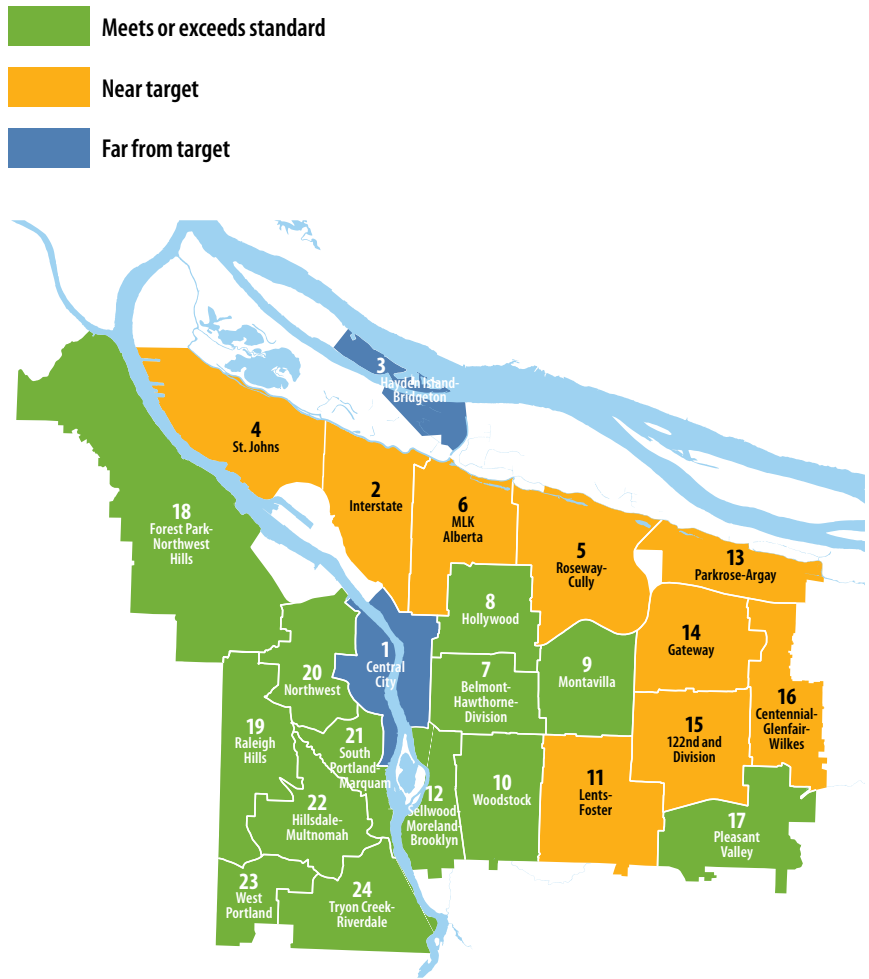 Meets or exceeds standard
Near target
Far from target
3
Hayden Island-
Bridgeton
4
St. Johns
2
Interstate
6
MLK
Alberta
18
Forest Park-
Northwest
Hills
5
Roseway-
Cully
13
Parkrose-Argay
8
Hollywood
14
Gateway
1
Central
City
20
Northwest
7
Belmont-
Hawthorne-
Division
9
Montavilla
16
Centennial-
Glenfair-
Wilkes
19
Raleigh
Hills
21
South
Portland-
Marquam
15
122nd and
Division
22
Hillsdale-
Multnomah
12
Sellwood-
Moreland-
Brooklyn
10
Woodstock
11
Lents-
Foster
17
Pleasant
Valley
23
West
Portland
24
Tryon Creek-
Riverdale